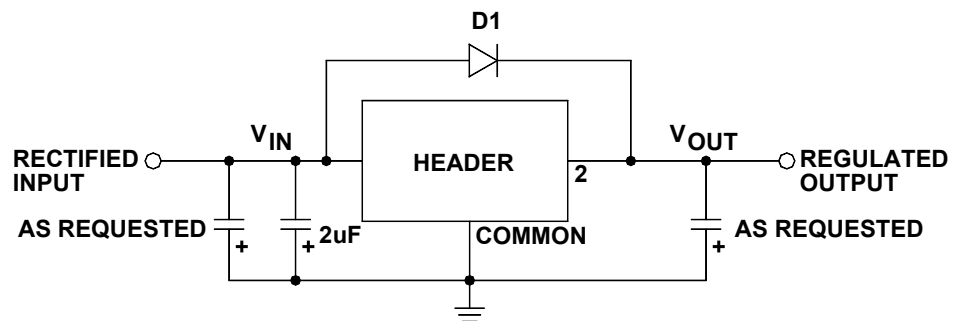 D1
VIN
VOUT
RECTIFIED
INPUT
HEADER
2
REGULATED
OUTPUT
AS REQUESTED
+
+
2uF
COMMON
+
AS REQUESTED